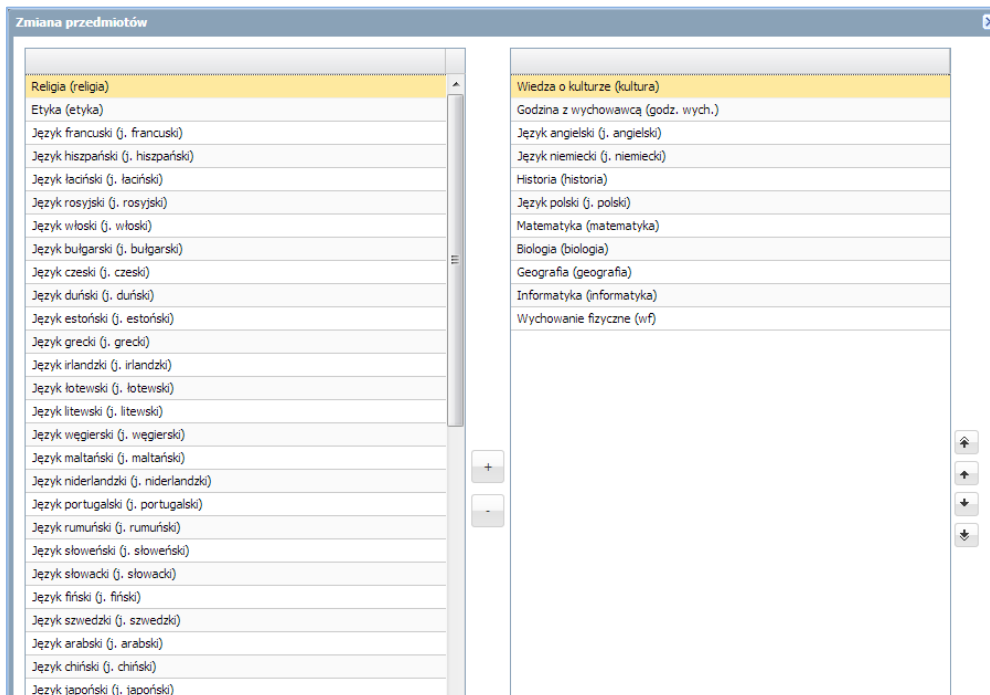 Zmiana przedmiotów
Religia (religia)
Etyka (etyka)
Język francuski (j. francuski)
Język hiszpański (j. hiszpański)
Język łaciński (j. łaciński)
Język rosyjski (j. rosyjski)
Język włoski (j. włoski)
Język bułgarski (j. bułgarski)
Język czeski (j. czeski)
Język duński (j. duński)
Język estoński (j. estoński)
Język grecki (j. grecki)
Język irlandzki (j. irlandzki)
Język łotewski (j. łotewski)
Język litewski (j. litewski)
Język węgierski (j. węgierski)
Język maltański (j. maltański)
Język niderlandzki (j. niderlandzki)
Język portugalski (j. portugalski)
Język rumuński (j. rumuński)
Język słoweński (j. słoweński)
Język słowacki (j. słowacki)
Język fiński (j. fiński)
Język szwedzki (j. szwedzki)
Język arabski (j. arabski)
Język chiński (j. chiński)
Język japoński (j. japoński)
+
-
Wiedza o kulturze (kultura)
Godzina z wychowawcą (godz. wych.)
Język angielski (j. angielski)
Język niemiecki (j. niemiecki)
Historia (historia)
Język polski (j. polski)
Matematyka (matematyka)
Biologia (biologia)
Geografia (geografia)
Informatyka (informatyka)
Wychowanie fizyczne (wf)